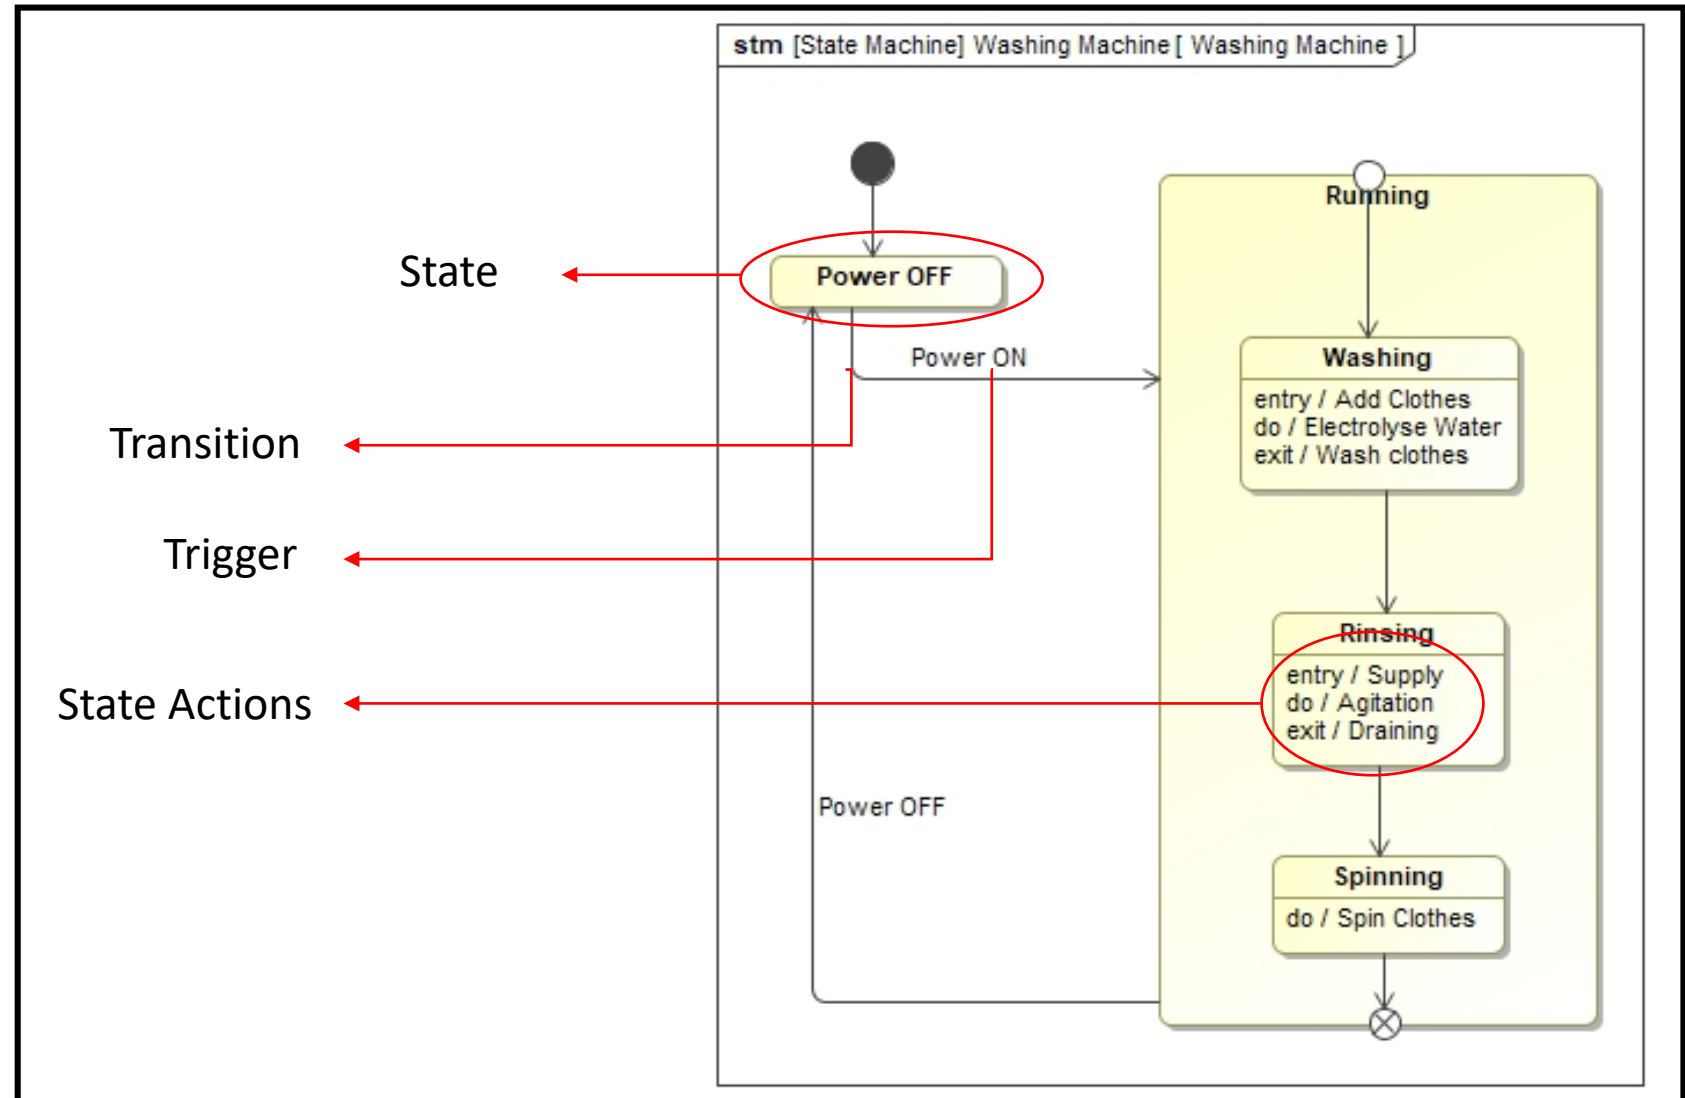 stm [State Machine] Washing Machine [ Washing Machine ]
Running
State
Power OFF
Power ON
Washing
entry / Add Clothes
do / Electrolyse Water
exit / Wash clothes
Transition
Trigger
Rinsing
entry / Supply
do / Agitation
exit / Draining
State Actions
Power OFF
Spinning
do / Spin Clothes